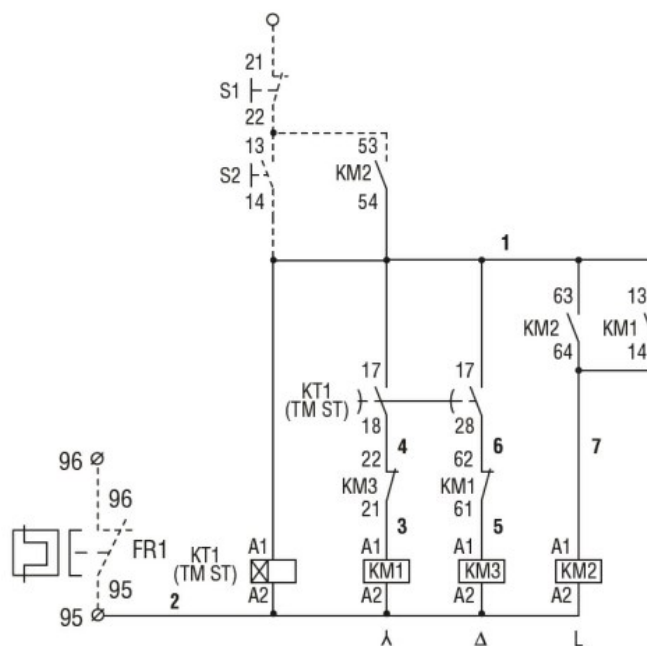 21
S1
22
13 53
S2 KM2
14 54
1
63 13
KM2 KM1
64 14
17 17
KT1
(TM ST)
18 28
4 6 7
22 62
96
KM3 KM1
96
21 61
3 5
FR1
KT1
(TM ST)
A1 A1 A1 A1
KM1 KM3 KM2
95
A2 A2 A2 A2
95 2
Δ L